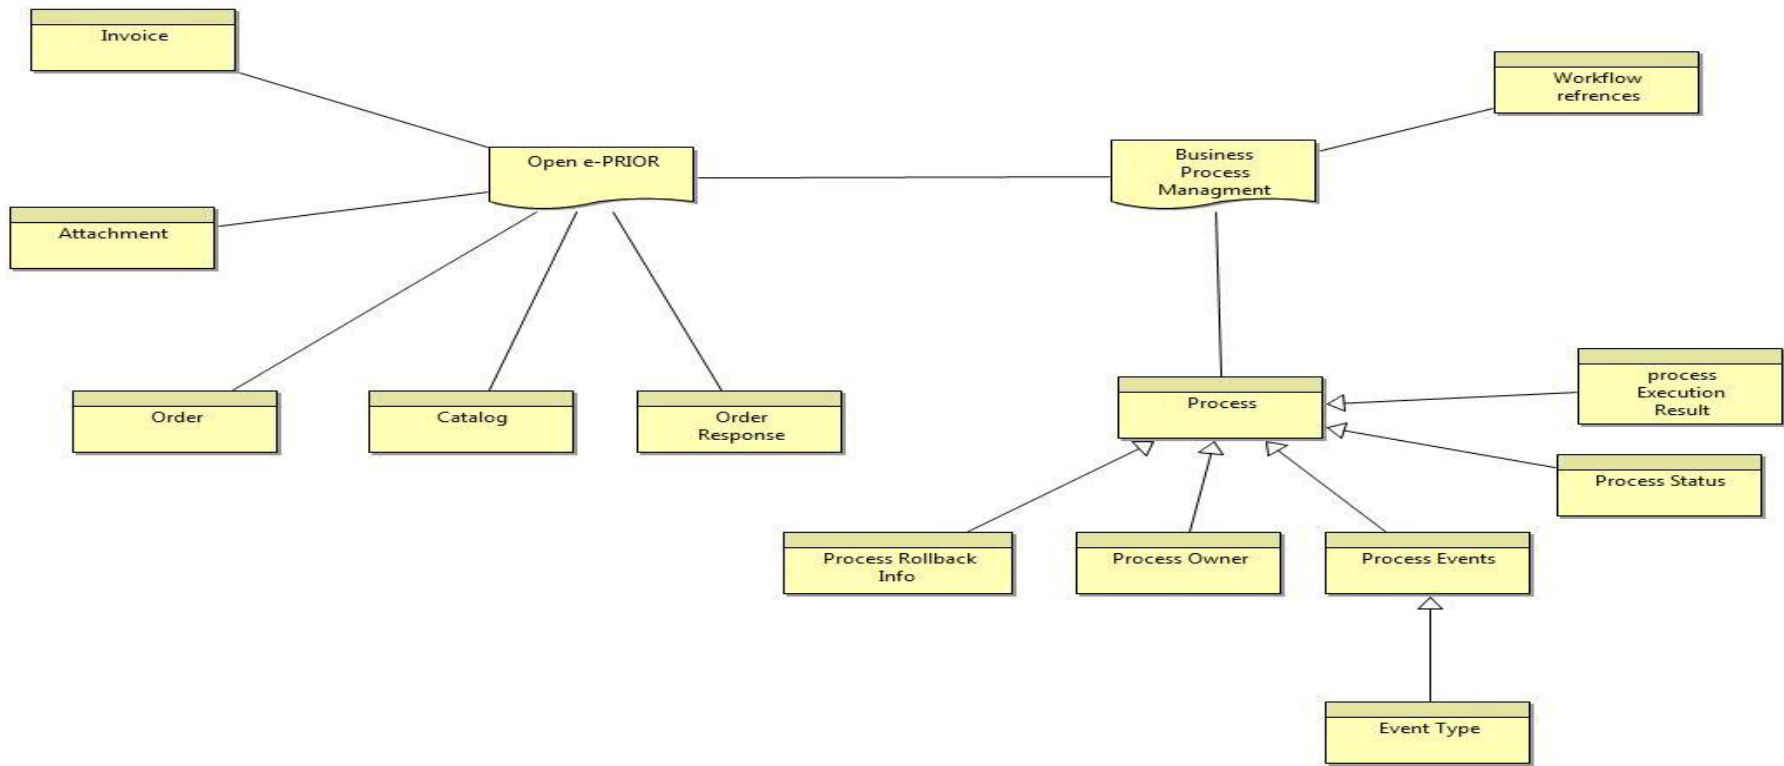 Invoice
Workflow
refrences
Open e-PRIOR
Business
Process
Managment
Attachment
process
Execution
Result
Process
Order
Catalog
Order
Response
Process Status
Process Rollback
Info
Process Owner
Process Events
Event Type